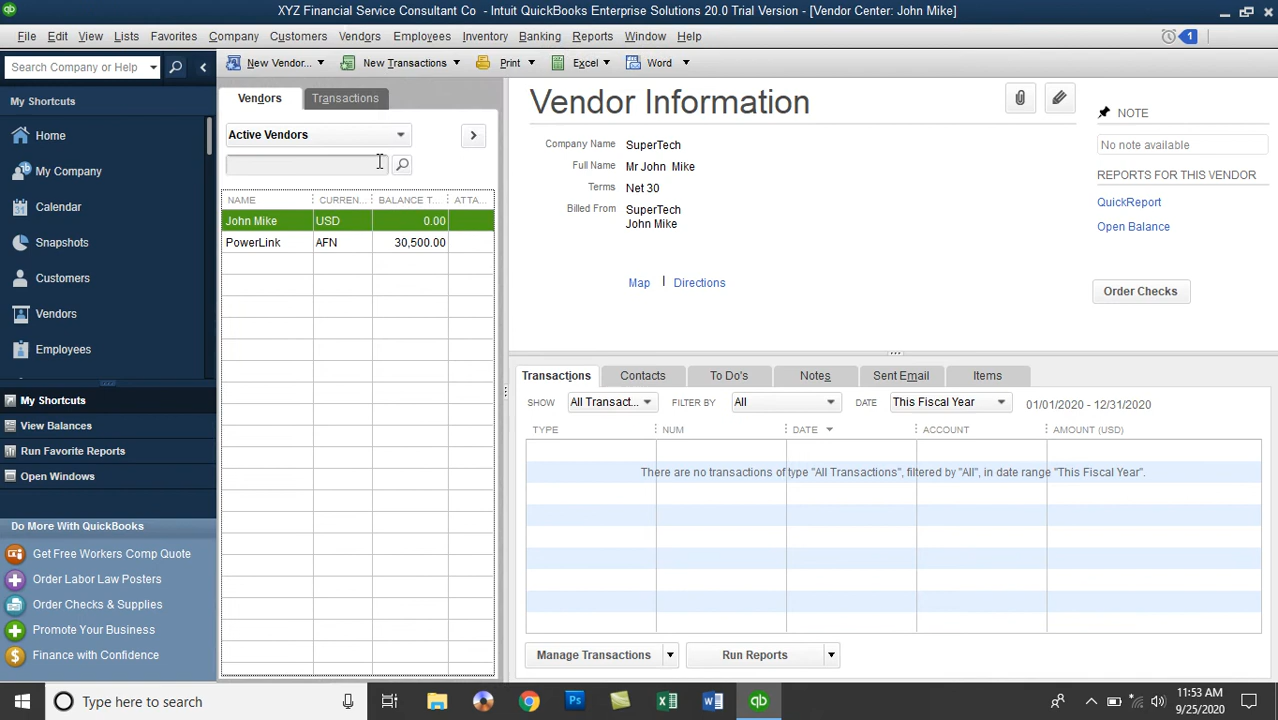 XYZ Financial Service Consultant Co - Intuit QuickBooks Enterprise Solutions 20.0 Trial Version - [Vendor Center: John Mike]
File Edit View Lists Favorites Company Customers Vendors Employees Inventory Banking Reports Window Help
1
Search Company or Help
New Vendor... New Transactions Print Excel Word
My Shortcuts
Home
My Company
Calendar
Snapshots
Customers
Vendors
Employees
My Shortcuts
View Balances
Run Favorite Reports
Open Windows
Do More With QuickBooks
Get Free Workers Comp Quote
Order Labor Law Posters
Order Checks & Supplies
Promote Your Business
Finance with Confidence
Vendors Transactions
Active Vendors
NAME CURREN... BALANCE T... ATTA...
John Mike USD 0.00
PowerLink AFN 30,500.00
Vendor Information
Company Name SuperTech
Full Name Mr John Mike
Terms Net 30
Billed From SuperTech
John Mike
Map Directions
NOTE
No note available
REPORTS FOR THIS VENDOR
QuickReport
Open Balance
Order Checks
Transactions Contacts To Do's Notes Sent Email Items
SHOW All Transact... FILTER BY All DATE This Fiscal Year 01/01/2020 - 12/31/2020
TYPE NUM DATE ACCOUNT AMOUNT (USD)
There are no transactions of type "All Transactions", filtered by "All", in date range "This Fiscal Year".
Manage Transactions Run Reports
Type here to search
11:53 AM
9/25/2020